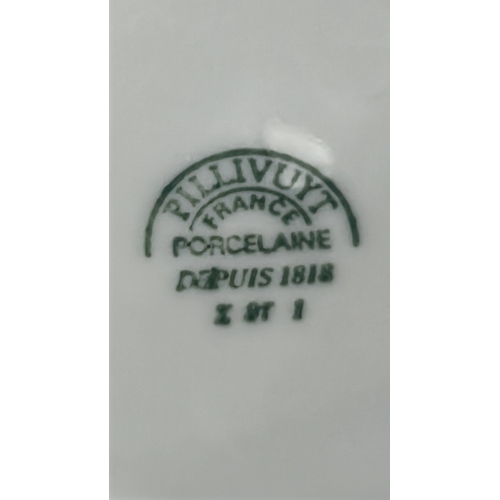 PILLIVUYT
FRANCE
PORCELAINE
DEPUIS 1818